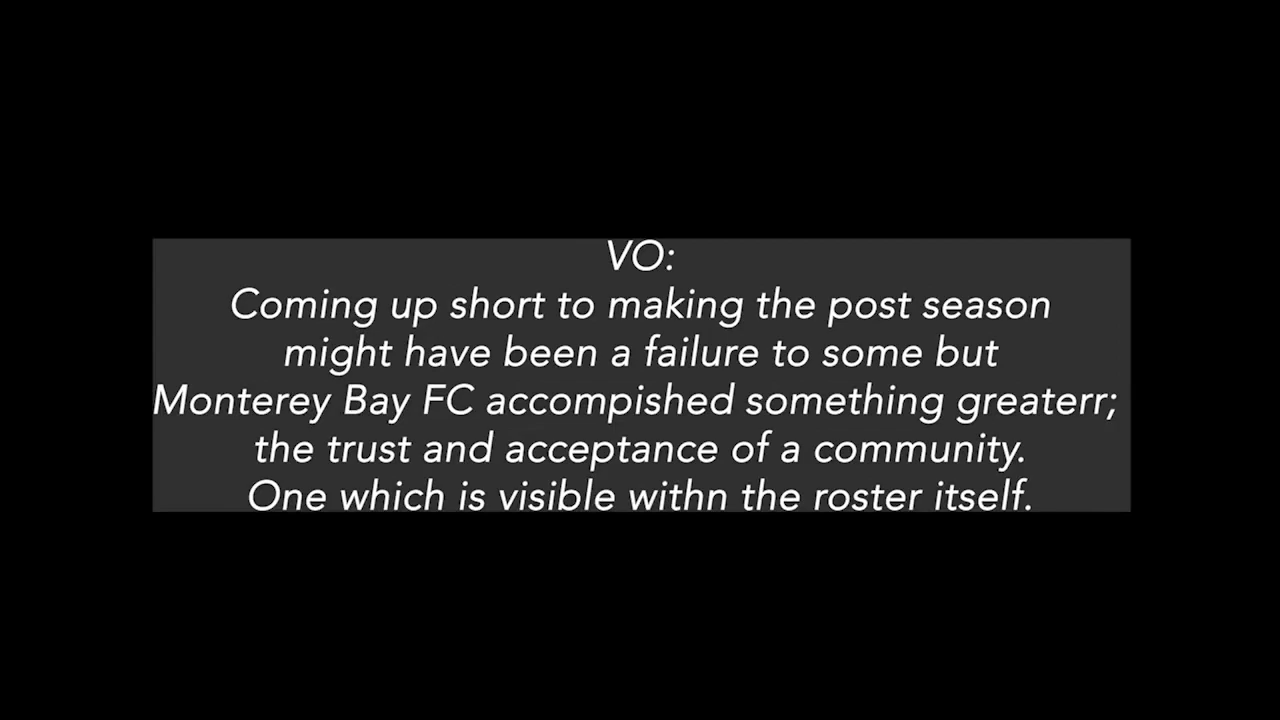 VO:
Coming up short to making the post season
might have been a failure to some but
Monterey Bay FC accompished something greaterr;
the trust and acceptance of a community.
One which is visible withn the roster itself.